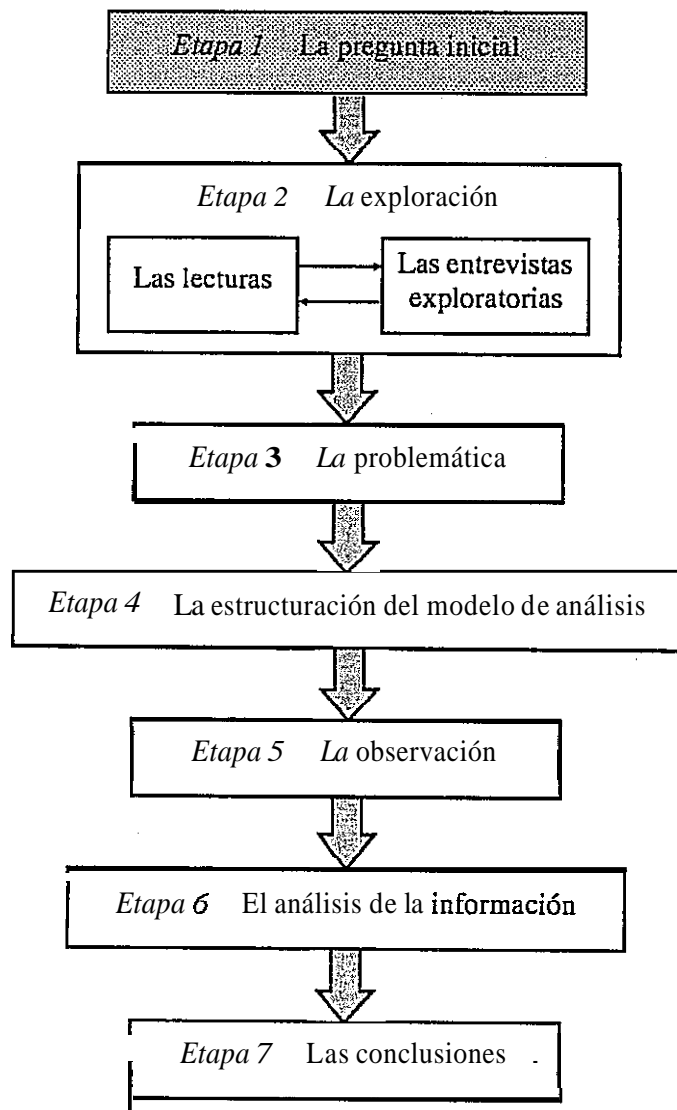 Etapa 1 La pregunta inicial
Etapa 2 La exploración
Las lecturas
Las entrevistas
exploratorias
Etapa 3 La problemática
Etapa 4 La estructuración del modelo de análisis
Etapa 5 La observación
Etapa 6 El análisis de la información
Etapa 7 Las conclusiones